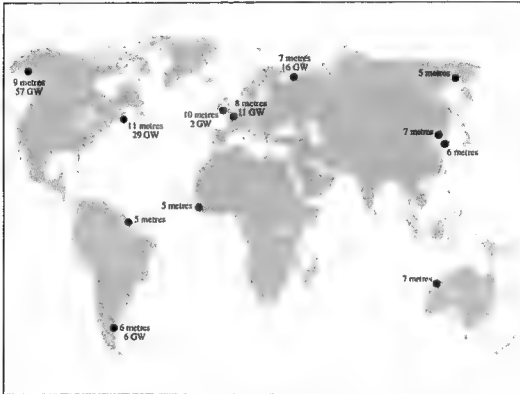 7 metres
16 GW
5 metres
9 metres
57 GW
8 metres
11 GW
10 metres
2 GW
11 metres
29 GW
7 metres
6 metres
5 metres
5 metres
7 metres
6 metres
6 GW